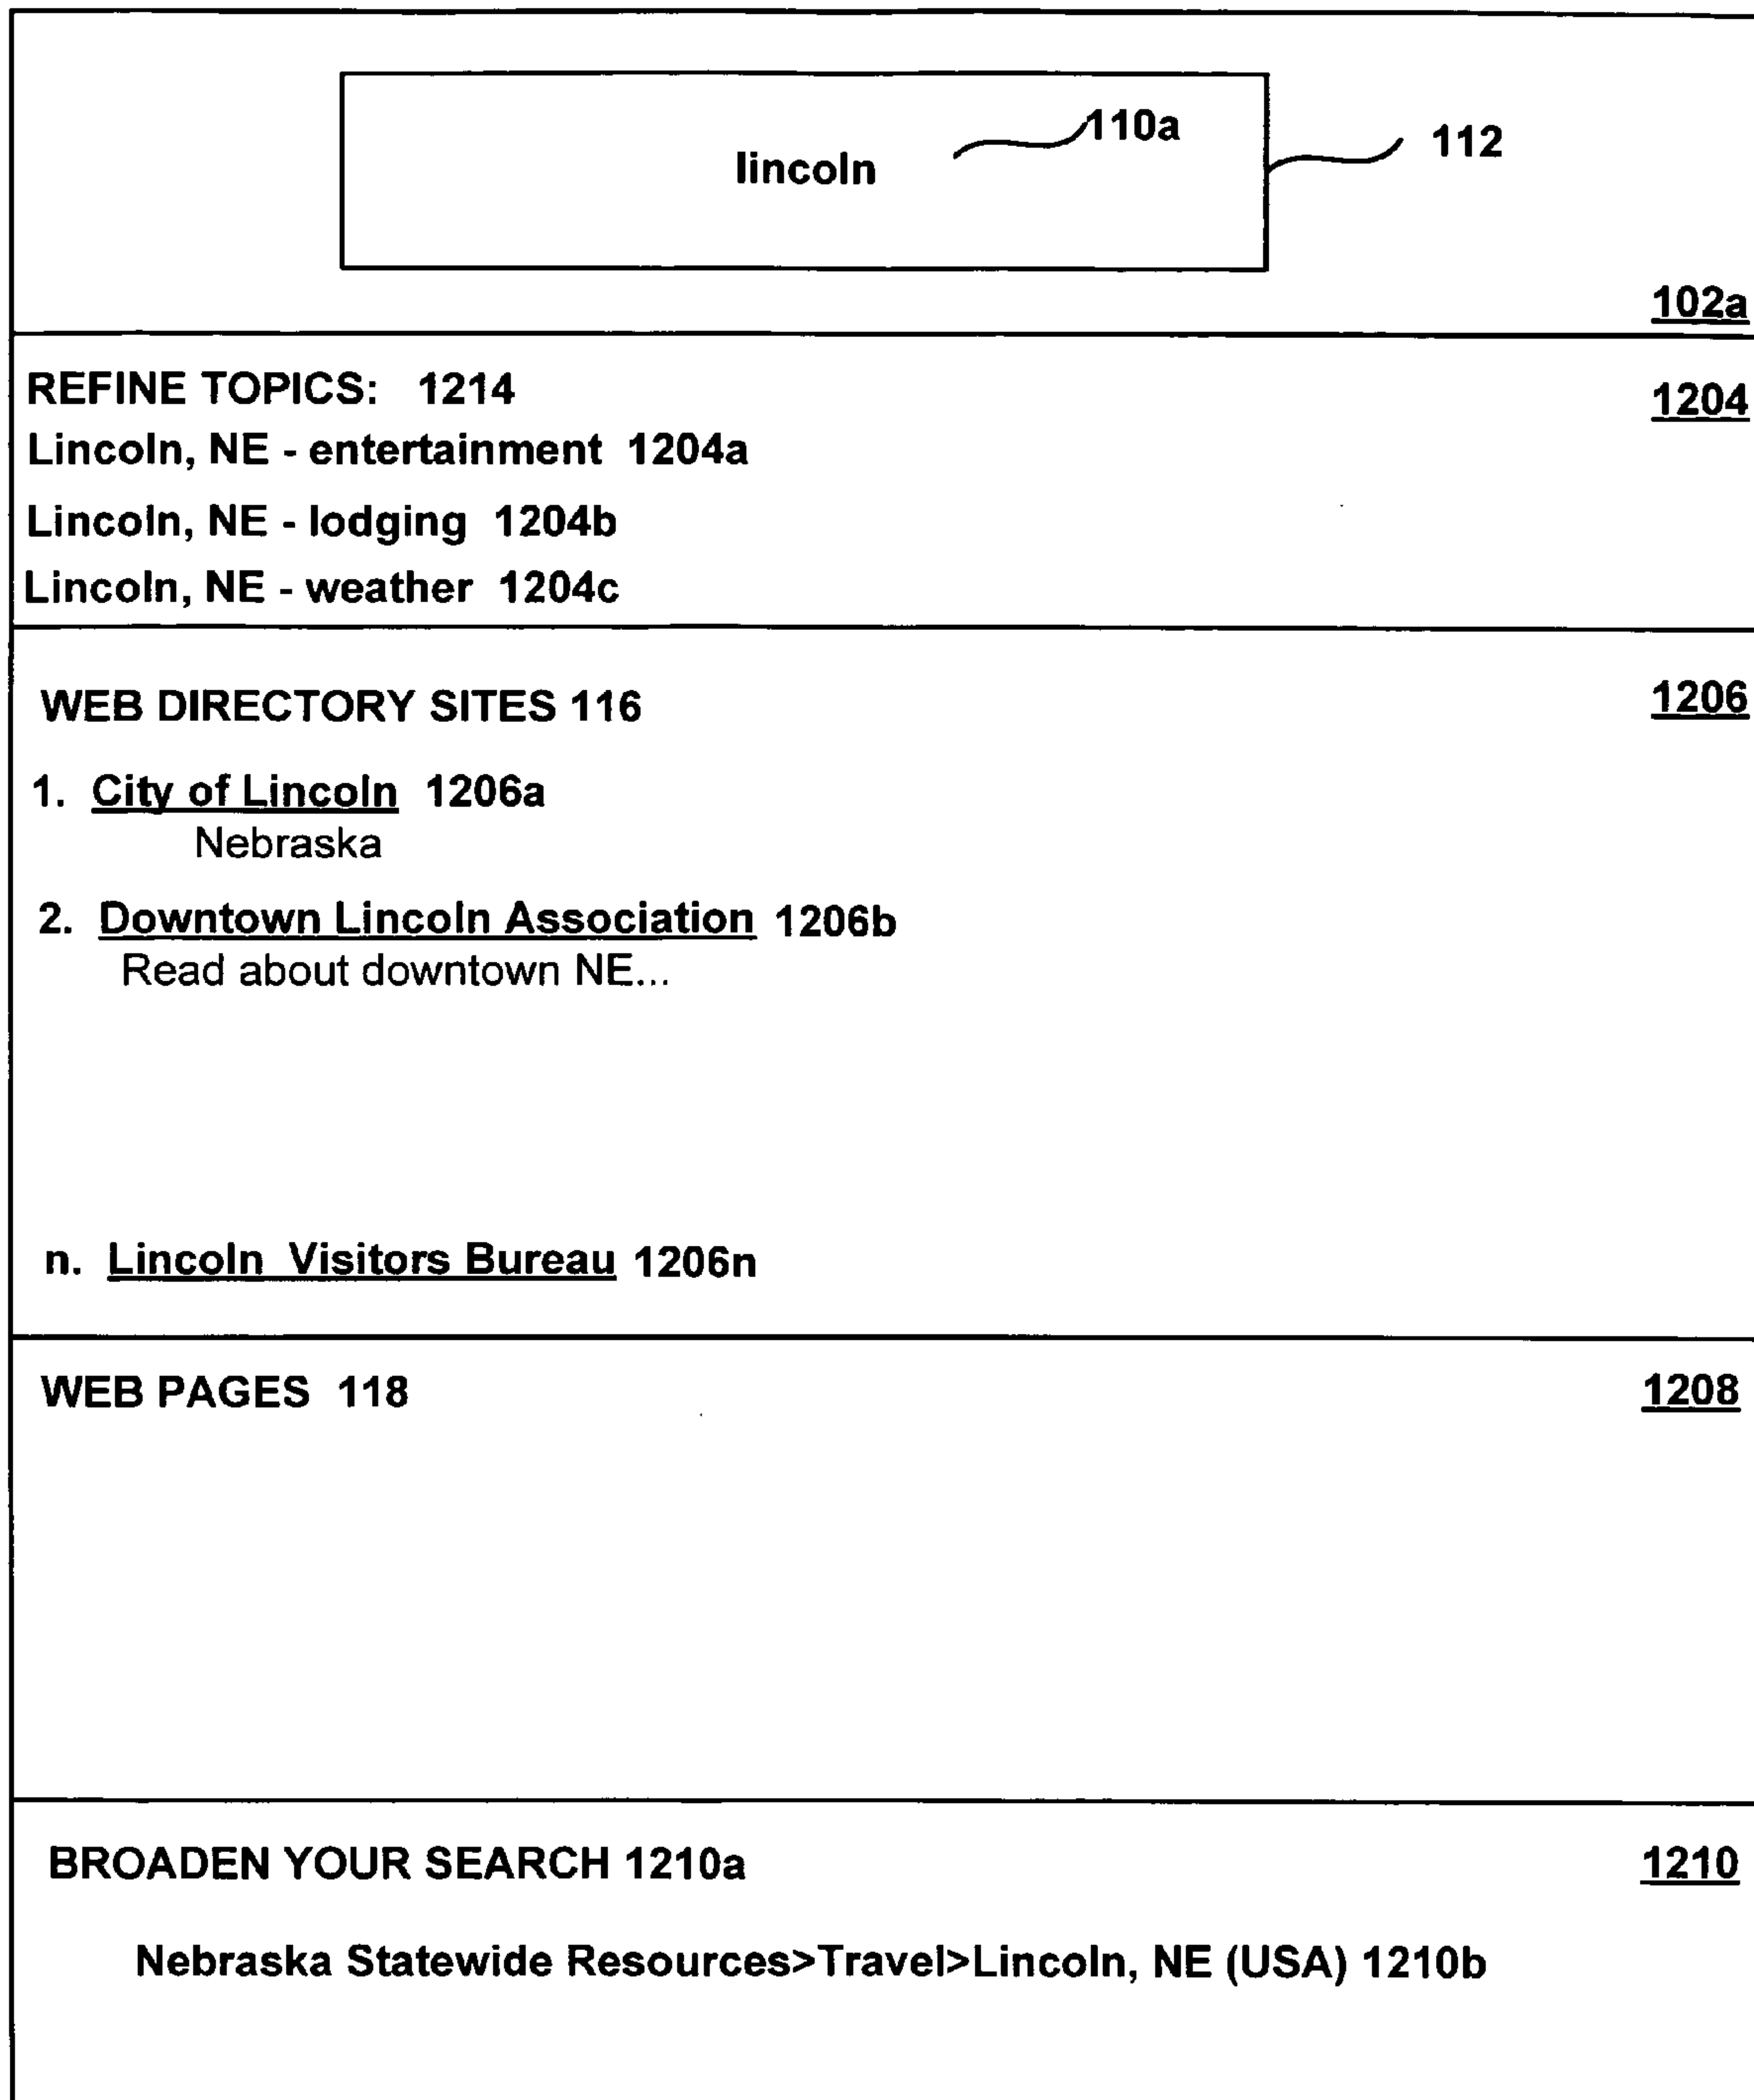 lincoln 110a 112
102a
REFINE TOPICS: 1214 1204
Lincoln, NE - entertainment 1204a
Lincoln, NE - lodging 1204b
Lincoln, NE - weather 1204c
WEB DIRECTORY SITES 116 1206
1. City of Lincoln 1206a
Nebraska
2. Downtown Lincoln Association 1206b
Read about downtown NE...
n. Lincoln Visitors Bureau 1206n
WEB PAGES 118 1208
BROADEN YOUR SEARCH 1210a 1210
Nebraska Statewide Resources>Travel>Lincoln, NE (USA) 1210b